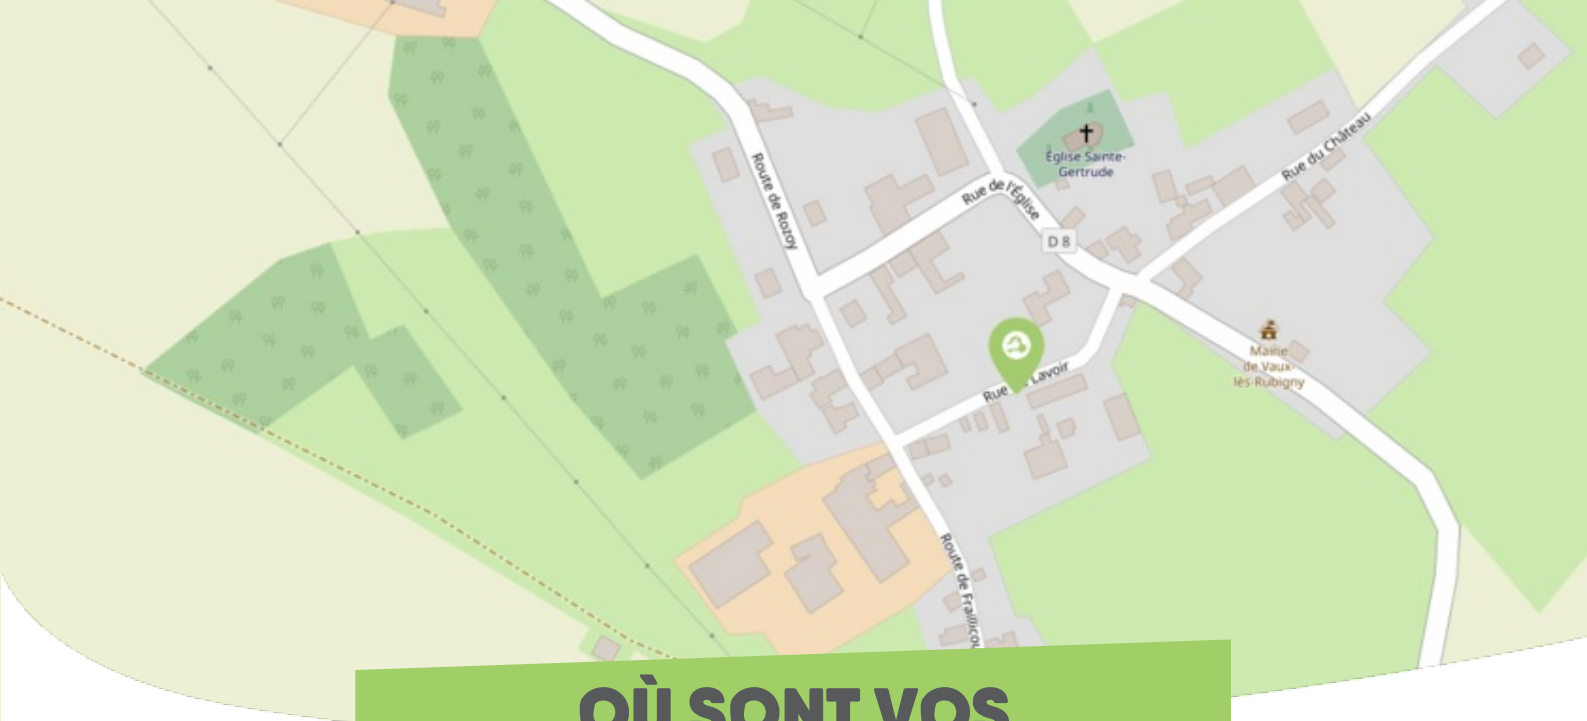 Église Sainte-
Gertrude
Rue du Château
Route de Rozoy
Rue de l'Église
D 8
Mairie
de Vaux-
lès-Rubigny
Rue
Lavoir
Route de
OÙ SONT VOS